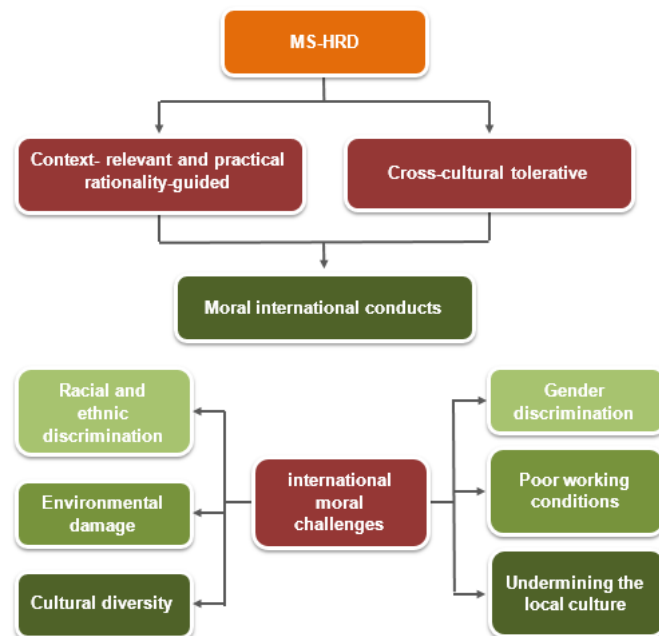 MS-HRD
Context- relevant and practical
rationality-guided
Cross-cultural tolerative
Moral international conducts
Racial and
ethnic
discrimination
Gender
discrimination
international
moral
challenges
Environmental
damage
Poor working
conditions
Cultural diversity
Undermining the
local culture